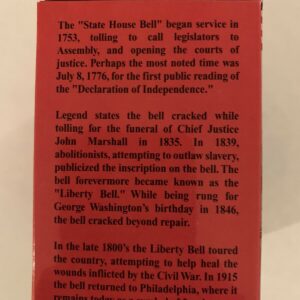 The "State House Bell" began service in
1753, tolling to call legislators to
Assembly, and opening the courts of
justice. Perhaps the most noted time was
July 8, 1776, for the first public reading of
the "Declaration of Independence."
Legend states the bell cracked while
tolling for the funeral of Chief Justice
John Marshall in 1835. In 1839,
abolitionists, attempting to outlaw slavery,
publicized the inscription on the bell. The
bell forevermore became known as the
"Liberty Bell." While being rung for
George Washington's birthday in 1846,
the bell cracked beyond repair.
In the late 1800's the Liberty Bell toured
the country, attempting to help heal the
wounds inflicted by the Civil War. In 1915
the bell returned to Philadelphia, where it
remains today